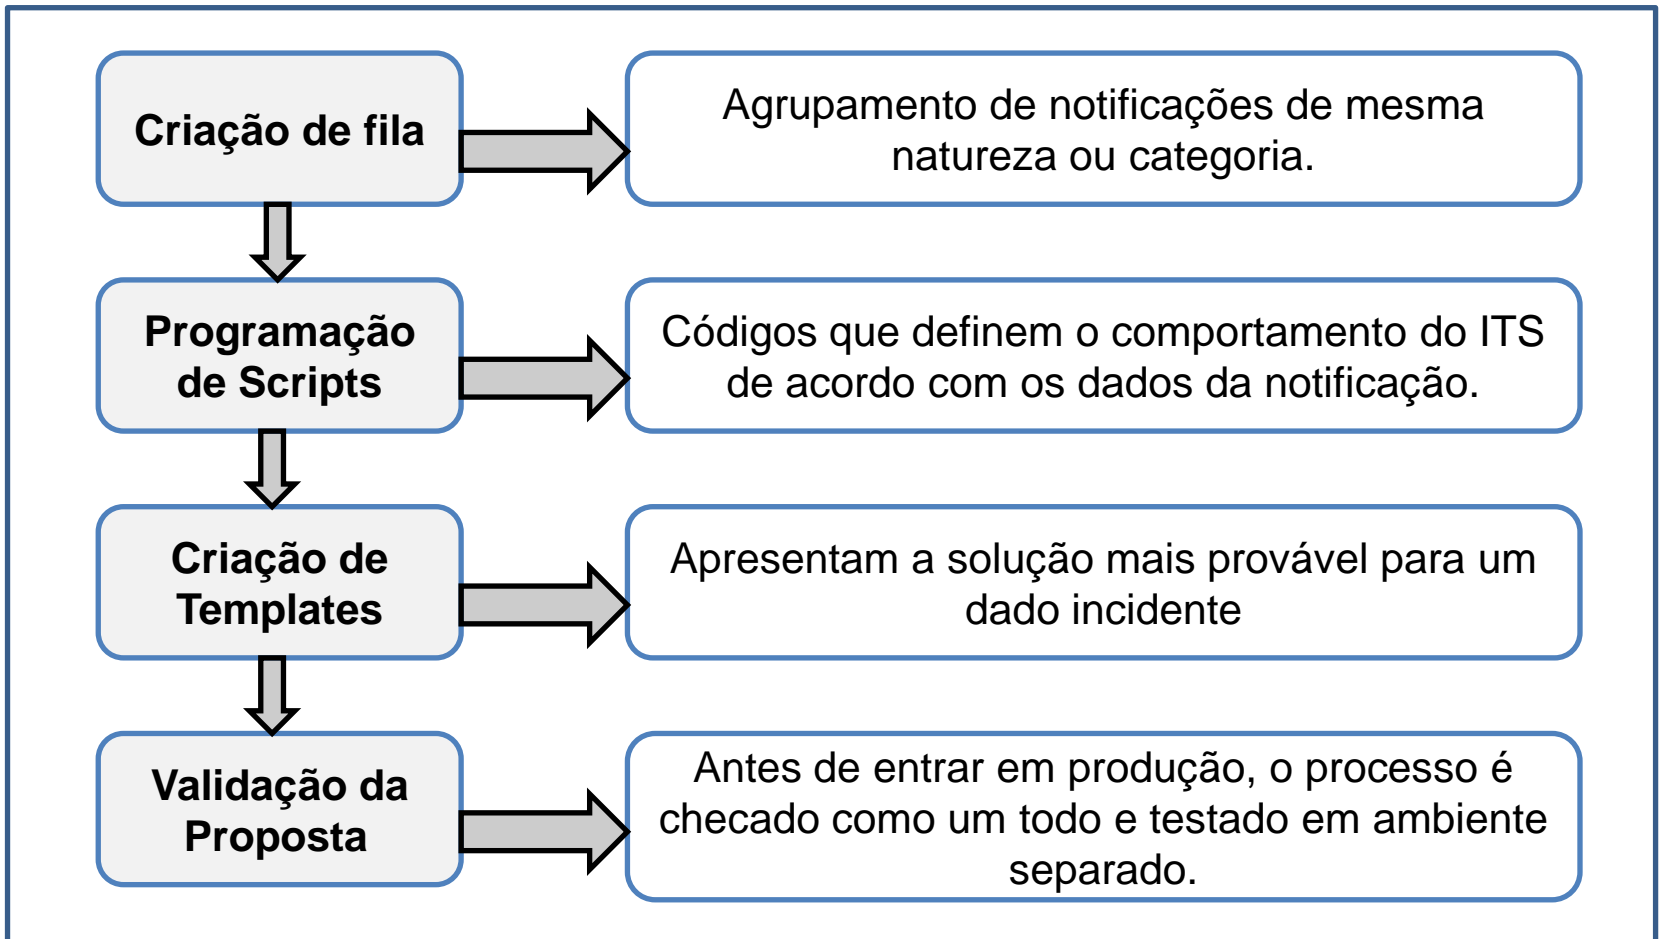 Criação de fila
Agrupamento de notificações de mesma
natureza ou categoria.
Programação
de Scripts
Códigos que definem o comportamento do ITS
de acordo com os dados da notificação.
Criação de
Templates
Apresentam a solução mais provável para um
dado incidente
Validação da
Proposta
Antes de entrar em produção, o processo é
checado como um todo e testado em ambiente
separado.